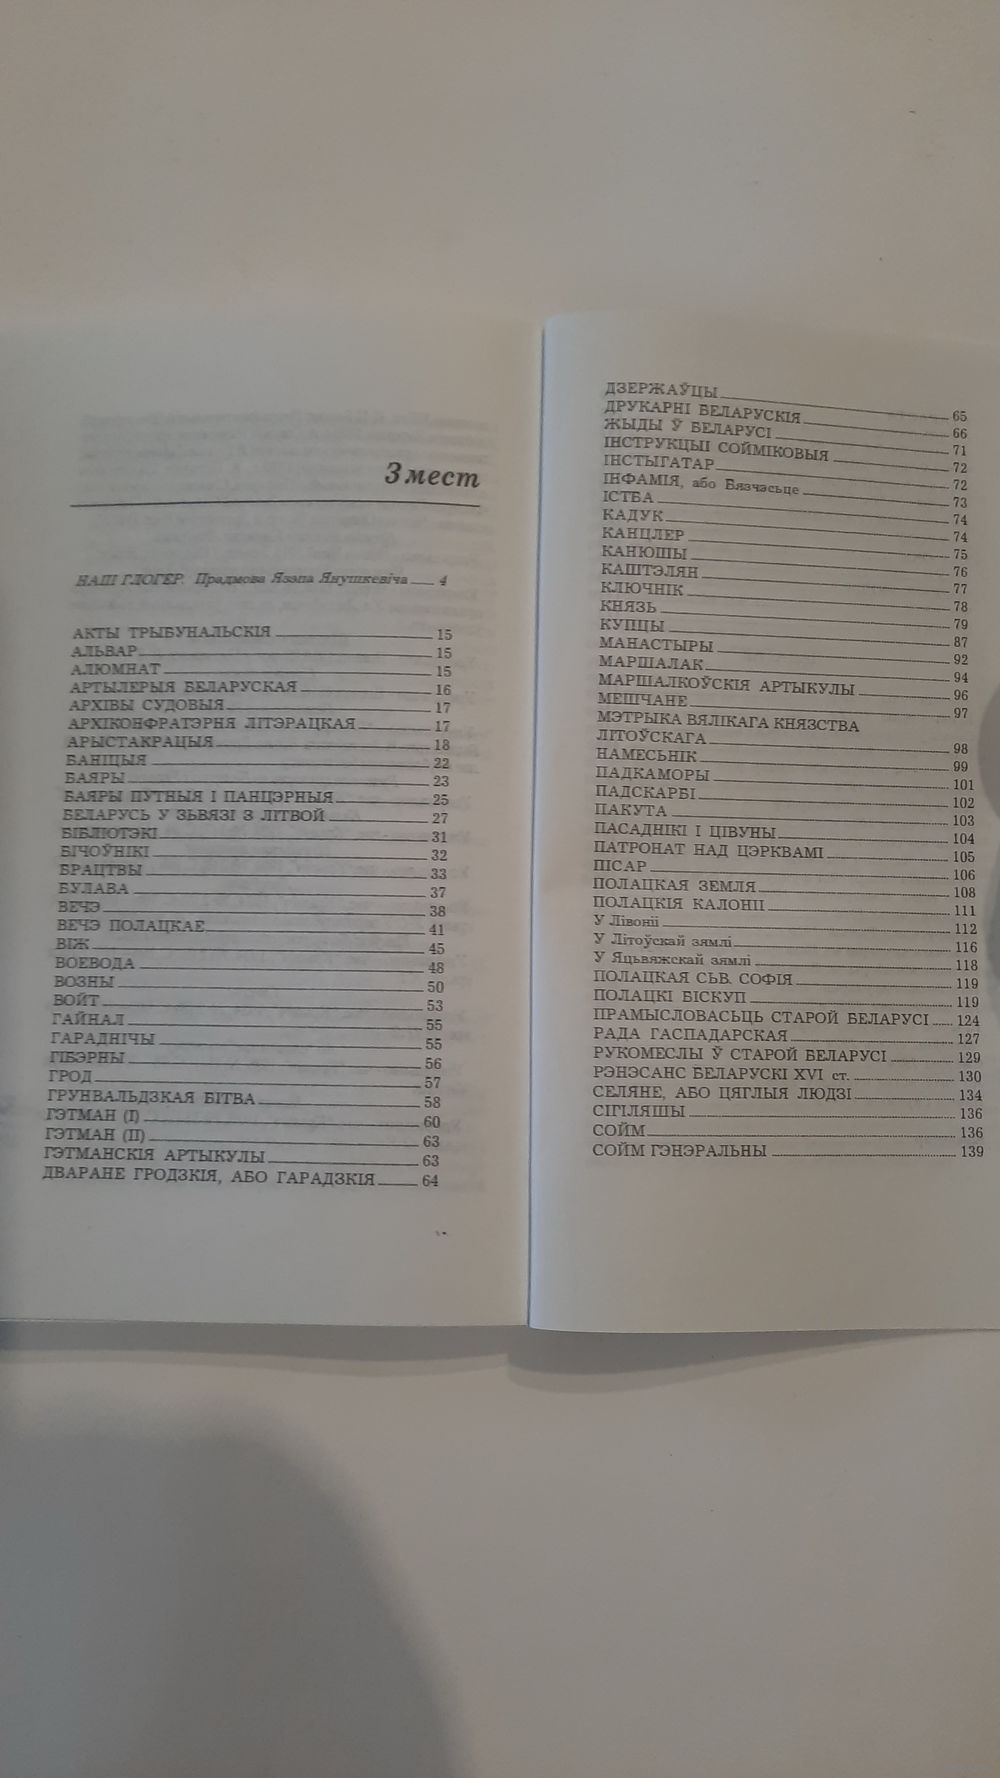 Змест
НАШ ГЛОГЕР. Прадмова Язэпа Янушкевіча 4
АКТЫ ТРЫБУНАЛЬСКІЯ 15
АЛЬВАР 15
АЛЮМНАТ 15
АРТЫЛЕРЫЯ БЕЛАРУСКАЯ 16
АРХІВЫ СУДОВЫЯ 17
АРХІКОНФРАТЭРНЯ ЛІТЭРАЦКАЯ 17
АРЫСТАКРАЦЫЯ 18
БАНІЦЫЯ 22
БАЯРЫ 23
БАЯРЫ ПУТНЫЯ І ПАНЦЭРНЫЯ 25
БЕЛАРУСЬ У ЗЬВЯЗІ З ЛІТВОЙ 27
БІБЛІОТЭКІ 31
БІЧОЎНІКІ 32
БРАЦТВЫ 33
БУЛАВА 37
ВЕЧЭ 38
ВЕЧЭ ПОЛАЦКАЕ 41
ВІЖ 45
ВОЕВОДА 48
ВОЗНЫ 50
ВОЙТ 53
ГАЙНАЛ 55
ГАРАДНІЧЫ 55
ГІБЭРНЫ 56
ГРОД 57
ГРУНВАЛЬДЗКАЯ БІТВА 58
ГЭТМАН (I) 60
ГЭТМАН (II) 63
ГЭТМАНСКІЯ АРТЫКУЛЫ 63
ДВАРАНЕ ГРОДЗКІЯ, АБО ГАРАДЗКІЯ 64
ДЗЕРЖАЎЦЫ 65
ДРУКАРНІ БЕЛАРУСКІЯ 66
ЖЫДЫ Ў БЕЛАРУСІ 71
ІНСТРУКЦЫІ СОЙМІКОВЫЯ 72
ІНСТЫГАТАР 72
ІНФАМІЯ, або Вязчэсьце 73
ІСТБА 74
КАДУК 74
КАНЦЛЕР 75
КАНЮШЫ 76
КАШТЭЛЯН 77
КЛЮЧНІК 78
КНЯЗЬ 79
КУПЦЫ 87
МАНАСТЫРЫ 92
МАРШАЛАК 94
МАРШАЛКОЎСКІЯ АРТЫКУЛЫ 96
МЕШЧАНЕ 97
МЭТРЫКА ВЯЛІКАГА КНЯЗСТВА
ЛІТОЎСКАГА 98
НАМЕСЬНІК 99
ПАДКАМОРЫ 101
ПАДСКАРБІ 102
ПАКУТА 103
ПАСАДНІКІ І ЦІВУНЫ 104
ПАТРОНАТ НАД ЦЭРКВАМІ 105
ПІСАР 106
ПОЛАЦКАЯ ЗЕМЛЯ 108
ПОЛАЦКІЯ КАЛОНІІ 111
У Лівоніі 112
У Літоўскай зямлі 116
У Яцьвяжскай зямлі 118
ПОЛАЦКАЯ СЬВ. СОФІЯ 119
ПОЛАЦКІ БІСКУП 119
ПРАМЫСЛОВАСЬЦЬ СТАРОЙ БЕЛАРУСІ 124
РАДА ГАСПАДАРСКАЯ 127
РУКОМЕСЛЫ Ў СТАРОЙ БЕЛАРУСІ 129
РЭНЭСАНС БЕЛАРУСКІ XVI ст. 130
СЕЛЯНЕ, АБО ЦЯГЛЫЯ ЛЮДЗІ 134
СІГІЛЯШЫ 136
СОЙМ 136
СОЙМ ГЭНЭРАЛЬНЫ 139